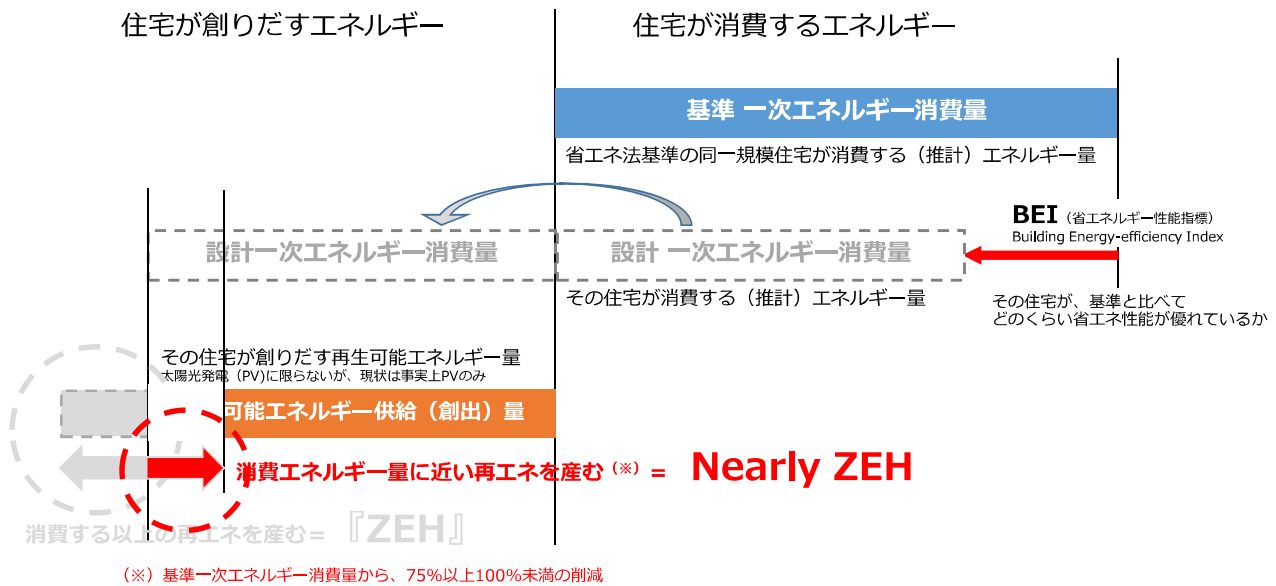 住宅が創りだすエネルギー
住宅が消費するエネルギー
基準 一次エネルギー消費量
省エネ法基準の同一規模住宅が消費する（推計）エネルギー量
BEI（省エネルギー性能指標）
Building Energy-efficiency Index
設計一次エネルギー消費量
設計 一次エネルギー消費量
その住宅が消費する（推計）エネルギー量
その住宅が、基準と比べて
どのくらい省エネ性能が優れているか
その住宅が創りだす再生可能エネルギー量
太陽光発電（PV)に限らないが、現状は事実上PVのみ
可能エネルギー供給（創出）量
消費エネルギー量に近い再エネを産む（※）＝ Nearly ZEH
消費する以上の再エネを産む＝『ZEH』
（※）基準一次エネルギー消費量から、75%以上100%未満の削減